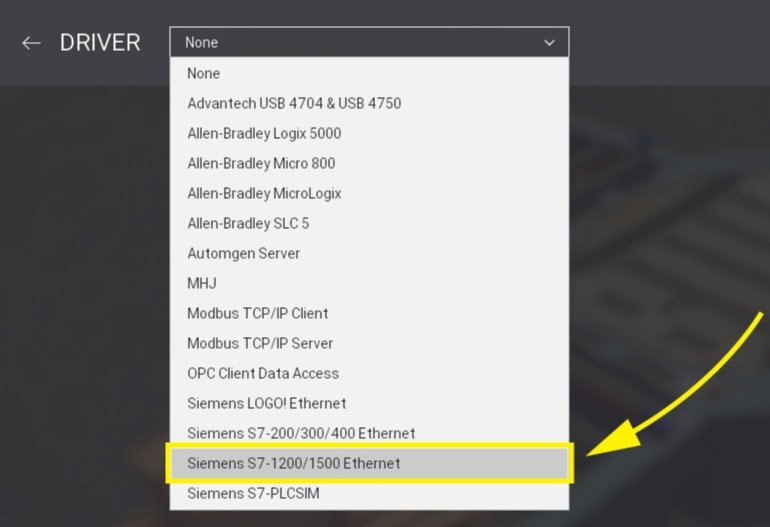 ← DRIVER None
None
Advantech USB 4704 & USB 4750
Allen-Bradley Logix 5000
Allen-Bradley Micro 800
Allen-Bradley MicroLogix
Allen-Bradley SLC 5
Automgen Server
MHJ
Modbus TCP/IP Client
Modbus TCP/IP Server
OPC Client Data Access
Siemens LOGO! Ethernet
Siemens S7-200/300/400 Ethernet
Siemens S7-1200/1500 Ethernet
Siemens S7-PLCSIM